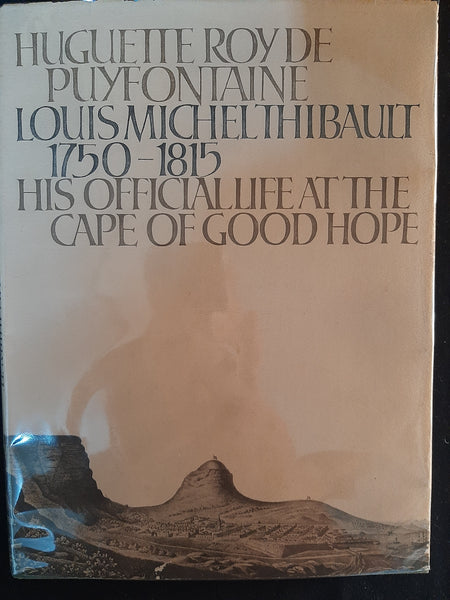 HUGUETTE ROY DE
PUYFONTAINE
LOUIS MICHEL THIBAULT
1750-1815
HIS OFFICIAL LIFE AT THE
CAPE OF GOOD HOPE